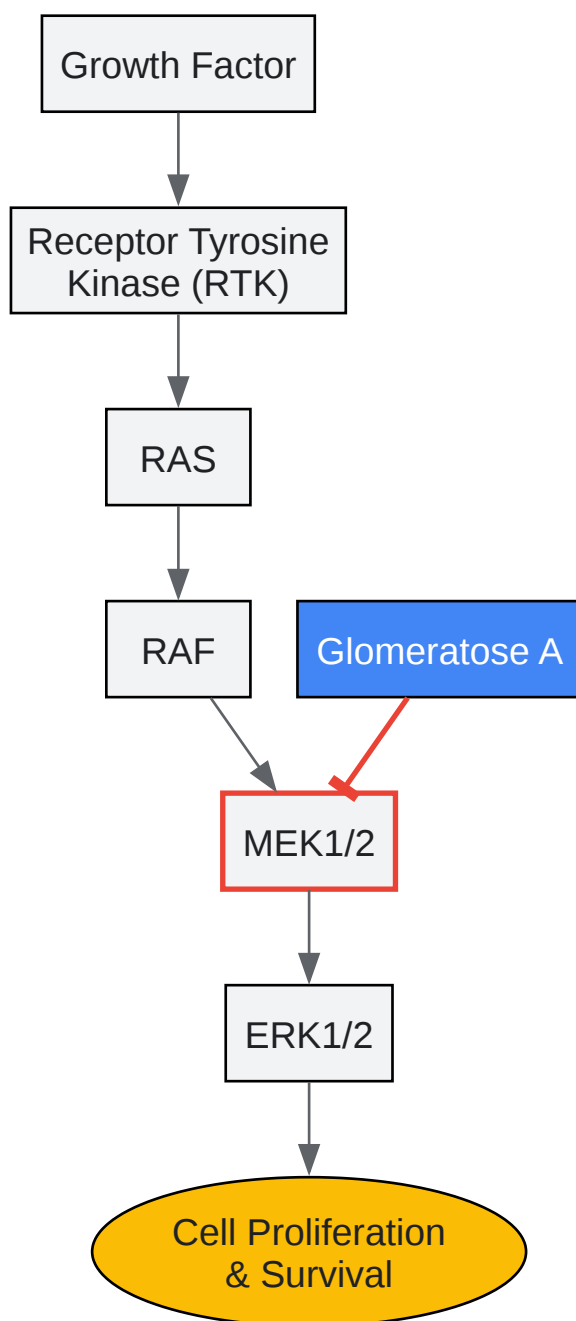 Growth Factor
Receptor Tyrosine
Kinase (RTK)
RAS
RAF
Glomeratose A
MEK1/2
ERK1/2
Cell Proliferation
& Survival